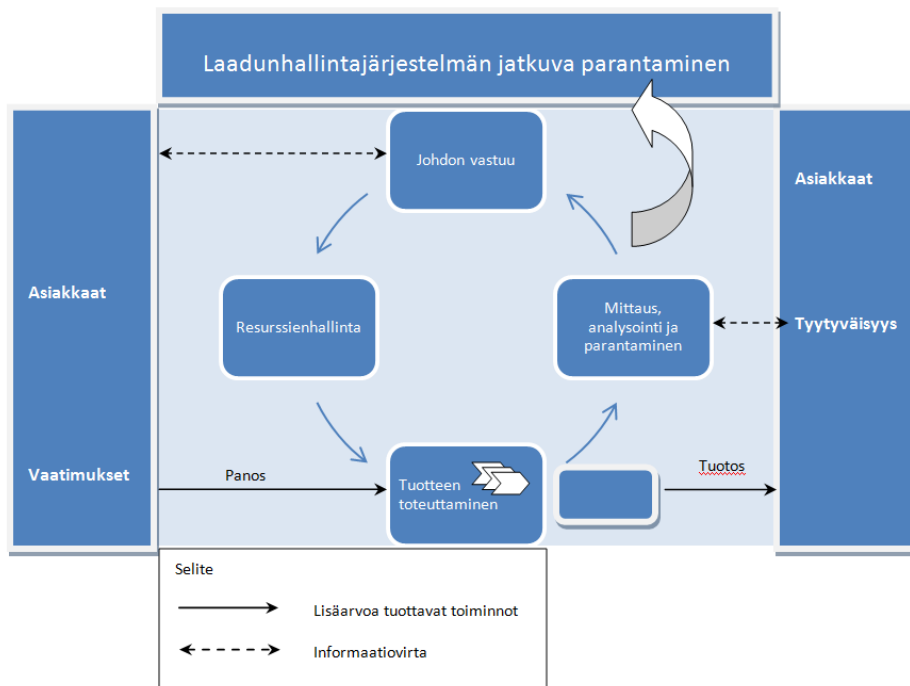 Laadunhallintajärjestelmän jatkuva parantaminen
Johdon vastuu
Asiakkaat
Asiakkaat
Resurssienhallinta
Mittaus,
analysointi ja
parantaminen
Tyytyväisyys
Vaatimukset
Panos
Tuotteen
toteuttaminen
Tuotos
Selite
Lisäarvoa tuottavat toiminnot
Informaatiovirta